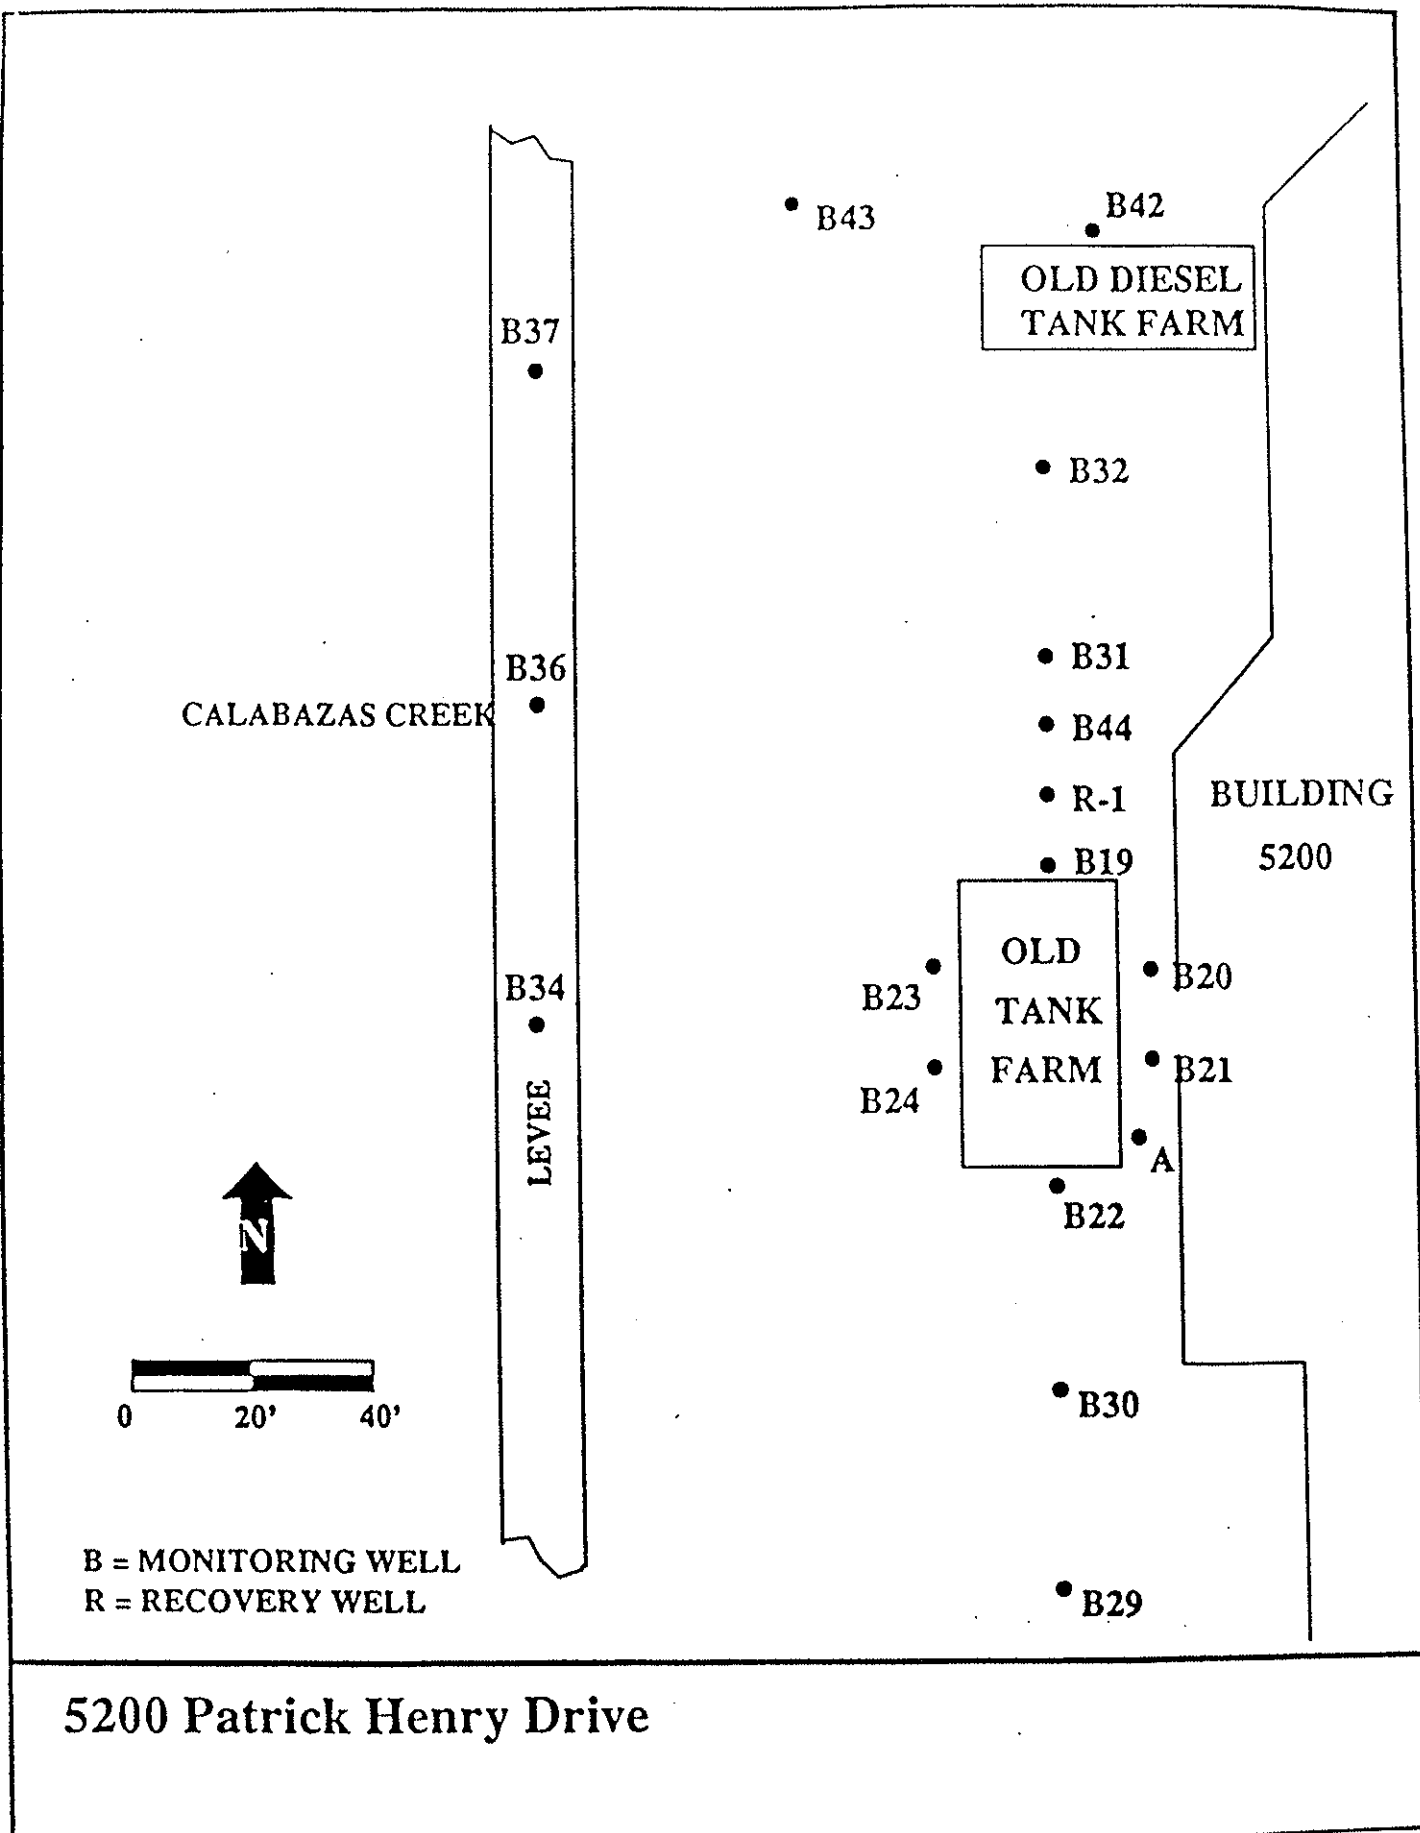 B43
B42
OLD DIESEL
TANK FARM
B37
B32
B31
B36
CALABAZAS CREEK
B44
R-1
BUILDING
5200
B19
OLD
TANK
FARM
B20
B23
B34
B21
B24
LEVEE
A
B22
N
B30
0 20' 40'
B = MONITORING WELL
R = RECOVERY WELL
B29
5200 Patrick Henry Drive